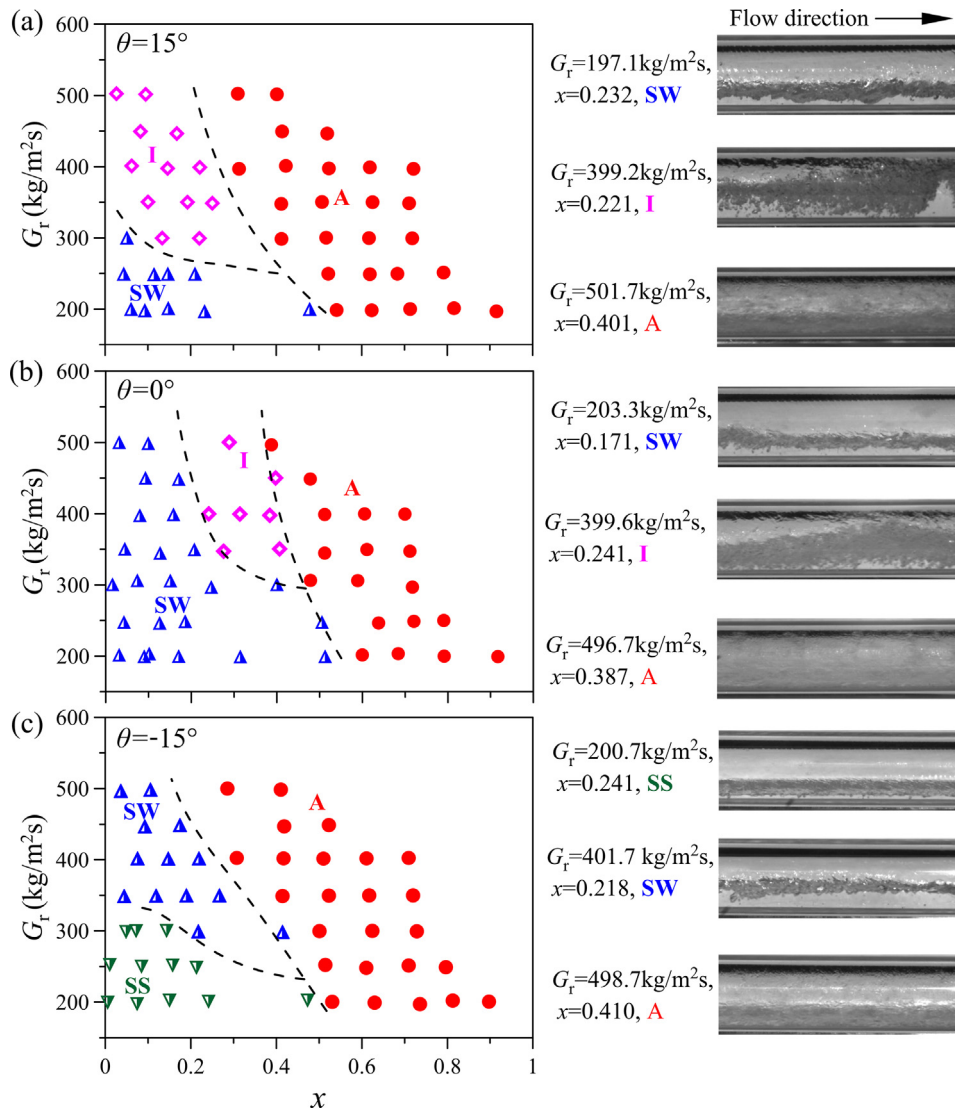 (a)
θ=15°
600
500
400
300
200
G_r (kg/m²s)
I
A
SW
Flow direction
G_r=197.1kg/m²s,
x=0.232, SW
G_r=399.2kg/m²s,
x=0.221, I
G_r=501.7kg/m²s,
x=0.401, A
(b)
θ=0°
600
500
400
300
200
G_r (kg/m²s)
I
A
SW
G_r=203.3kg/m²s,
x=0.171, SW
G_r=399.6kg/m²s,
x=0.241, I
G_r=496.7kg/m²s,
x=0.387, A
(c)
θ=-15°
600
500
400
300
200
G_r (kg/m²s)
SW
A
SS
0 0.2 0.4 0.6 0.8 1
x
G_r=200.7kg/m²s,
x=0.241, SS
G_r=401.7 kg/m²s,
x=0.218, SW
G_r=498.7kg/m²s,
x=0.410, A